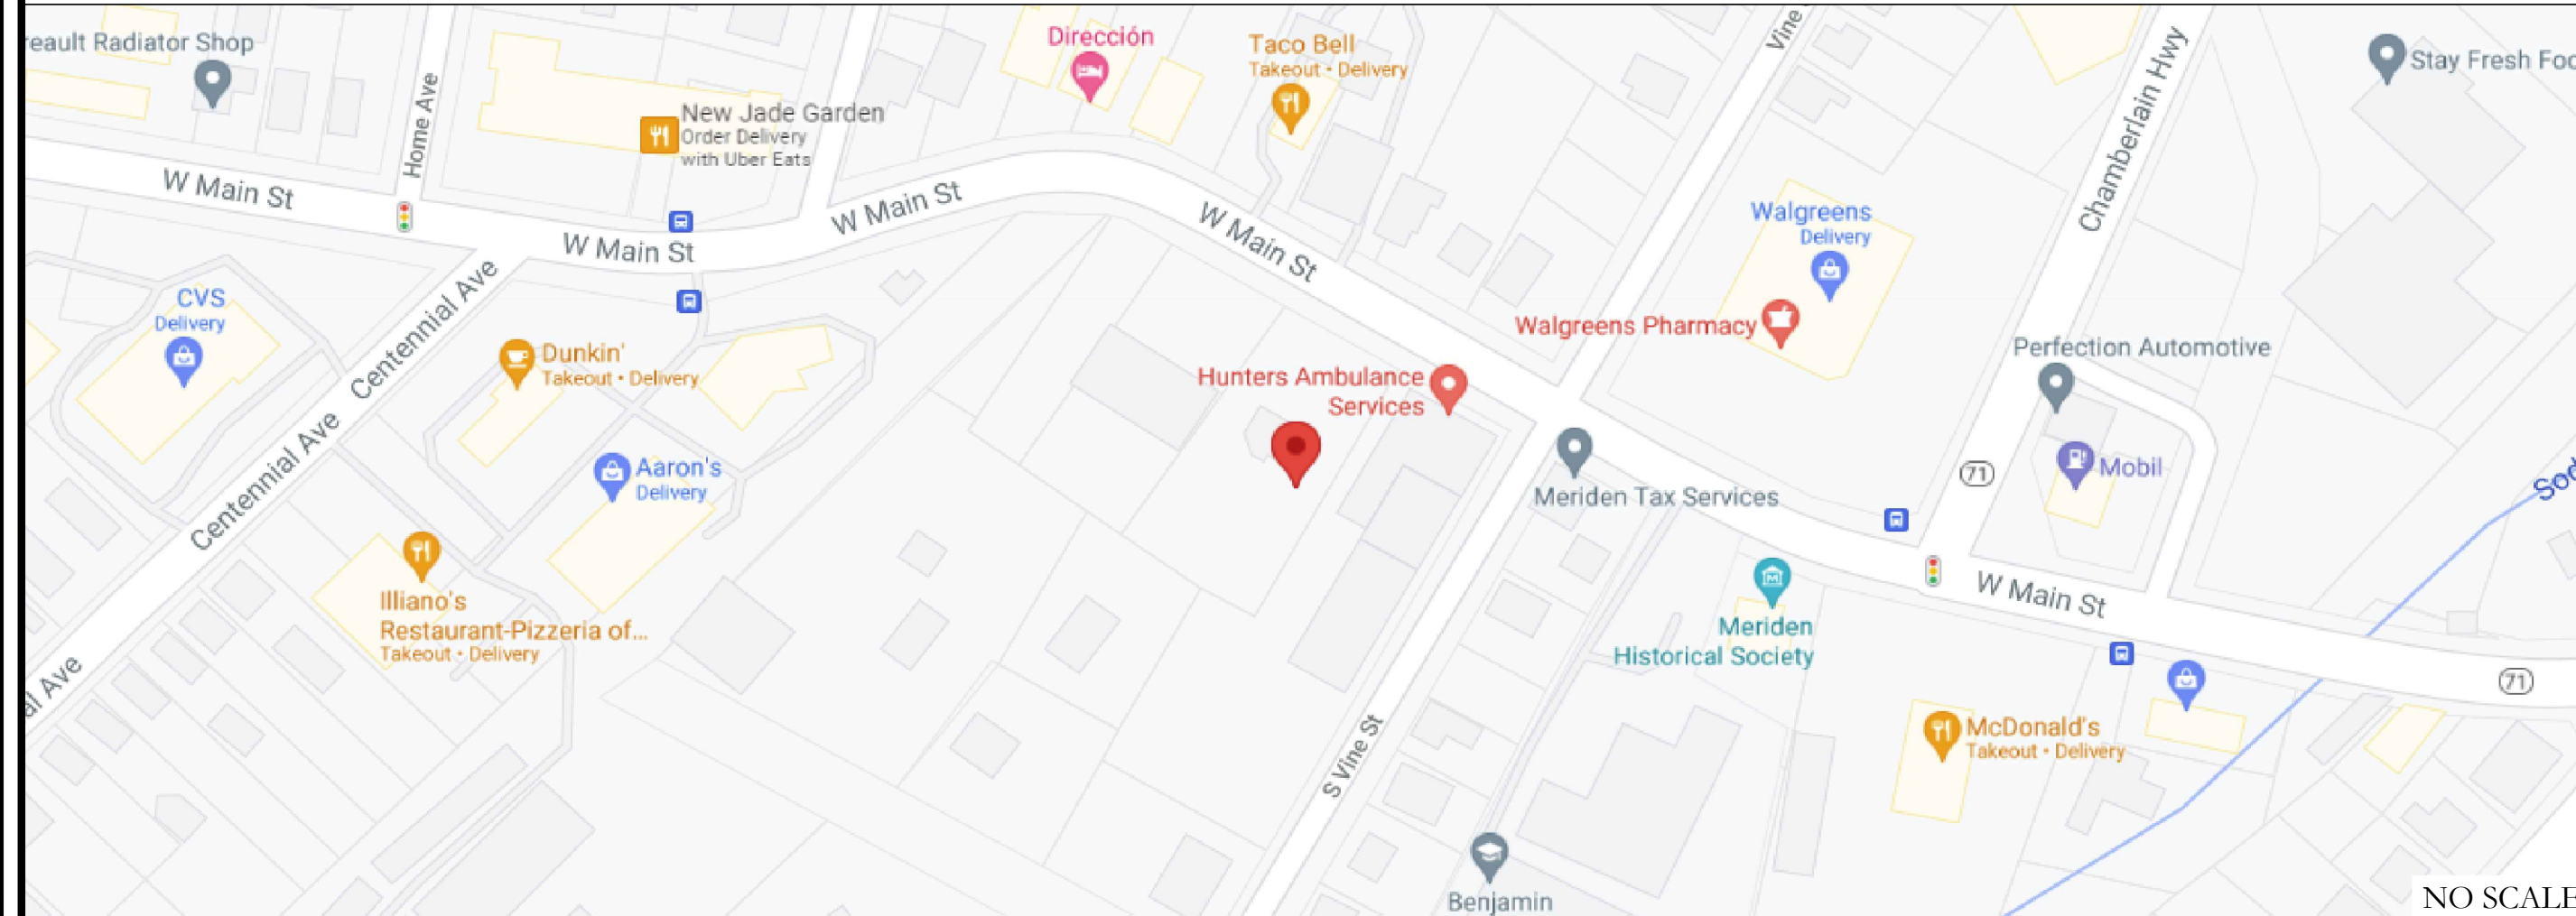 reault Radiator Shop
Home Ave
New Jade Garden
Order Delivery
with Uber Eats
Dirección
Taco Bell
Takeout • Delivery
Vine
Chamberlain Hwy
Stay Fresh Foo
W Main St
W Main St
W Main St
W Main St
Walgreens
Delivery
Walgreens Pharmacy
CVS
Delivery
Centennial Ave
Centennial Ave
al Ave
Dunkin'
Takeout • Delivery
Aaron's
Delivery
Illiano's
Restaurant-Pizzeria of...
Takeout • Delivery
Hunters Ambulance
Services
Meriden Tax Services
Perfection Automotive
Mobil
71
Sod
W Main St
Meriden
Historical Society
71
McDonald's
Takeout • Delivery
S Vine St
Benjamin
NO SCALE